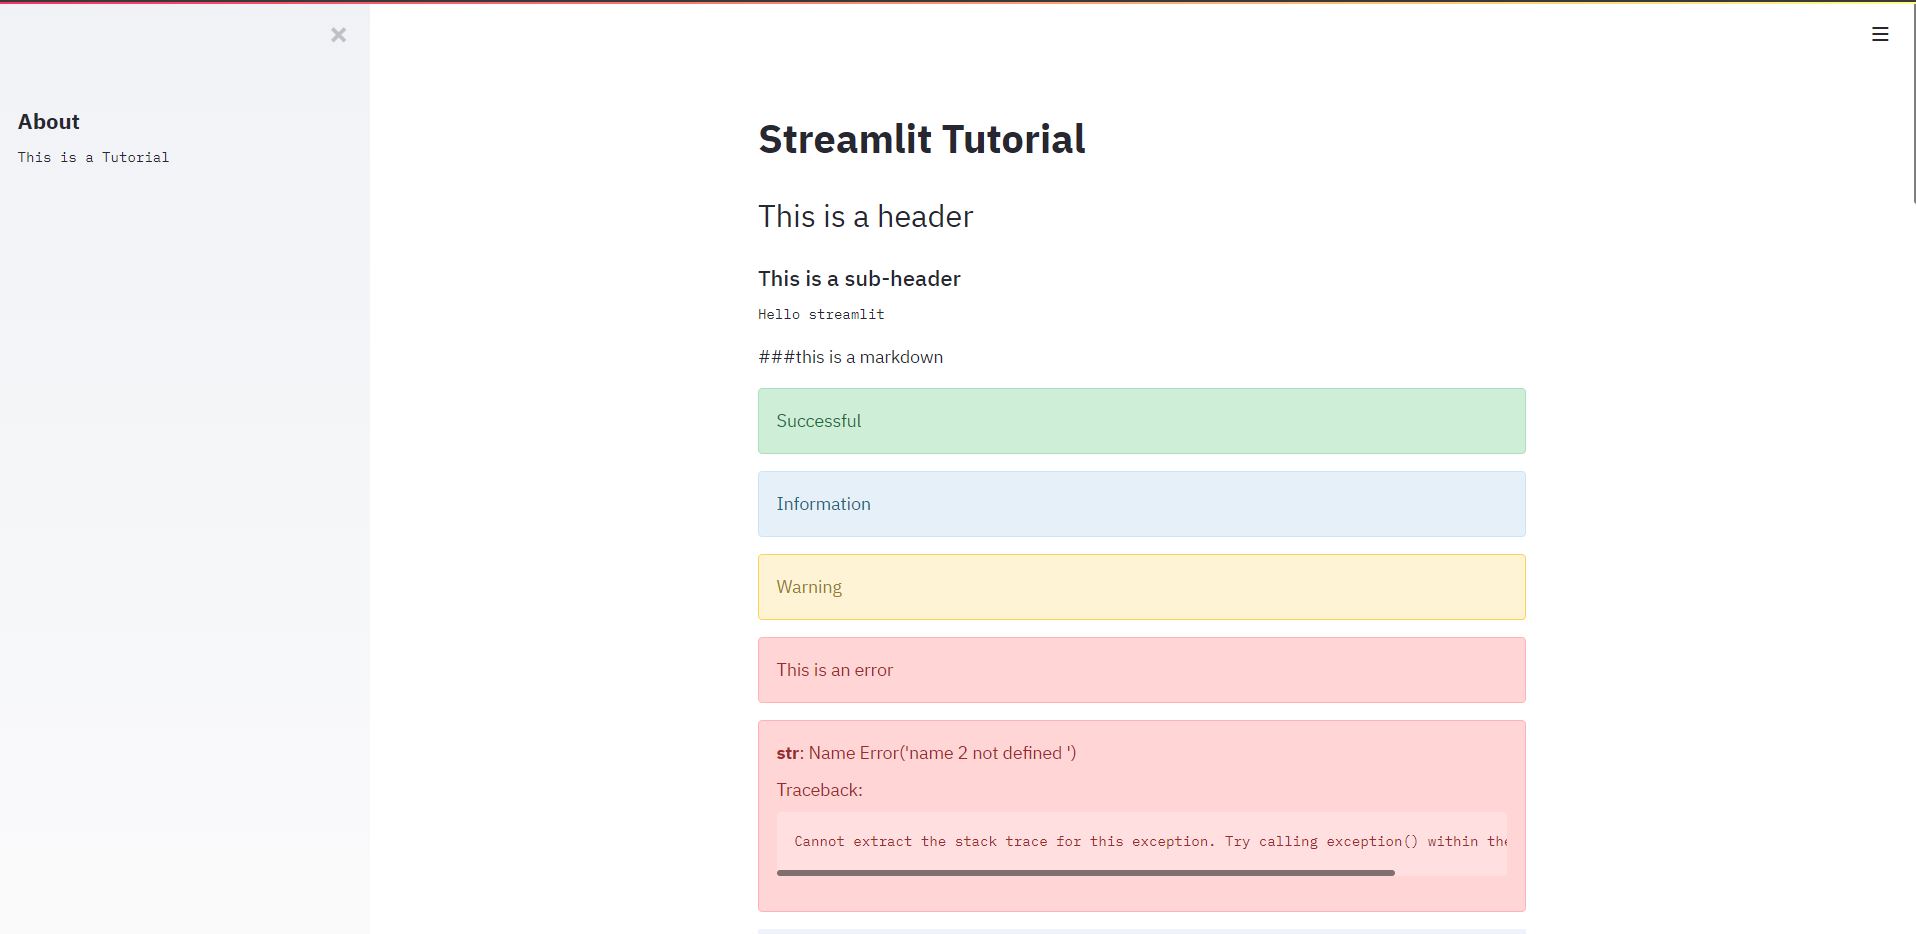 About
This is a Tutorial
Streamlit Tutorial
This is a header
This is a sub-header
Hello streamlit
###this is a markdown
Successful
Information
Warning
This is an error
str: Name Error('name 2 not defined ')
Traceback:
Cannot extract the stack trace for this exception. Try calling exception() within the